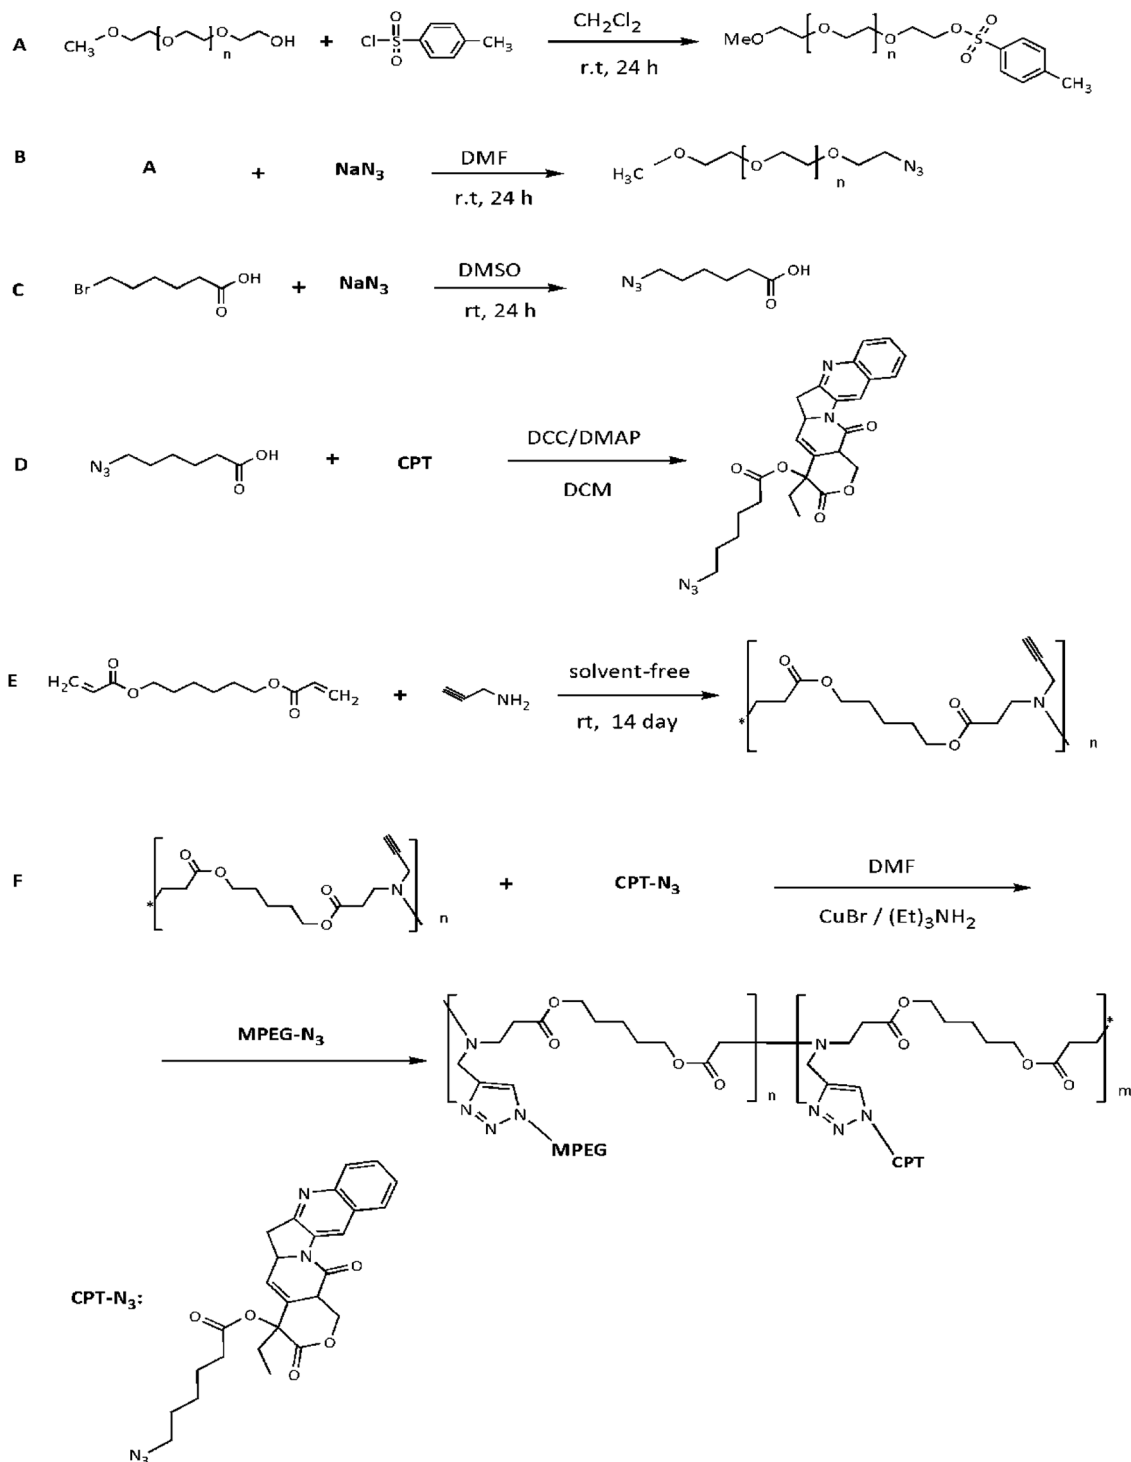 A
CH3 O O O n OH + Cl S O O CH3 CH2Cl2 r.t, 24 h MeO O O n O S O O CH3
B
A + NaN3 DMF r.t, 24 h H3C O O O n N3
C
Br OH O + NaN3 DMSO rt, 24 h N3 OH O
D
N3 OH O + CPT DCC/DMAP DCM N N O O O O O N3
E
H2C O O O O CH2 + NH2 solvent-free rt, 14 day * O O O O N n
F
* O O O O N n + CPT-N3 DMF CuBr / (Et)3NH2
MPEG-N3 N O O O O n N N N MPEG N O O O O * m N N N CPT
CPT-N3: N N O O O O O N3